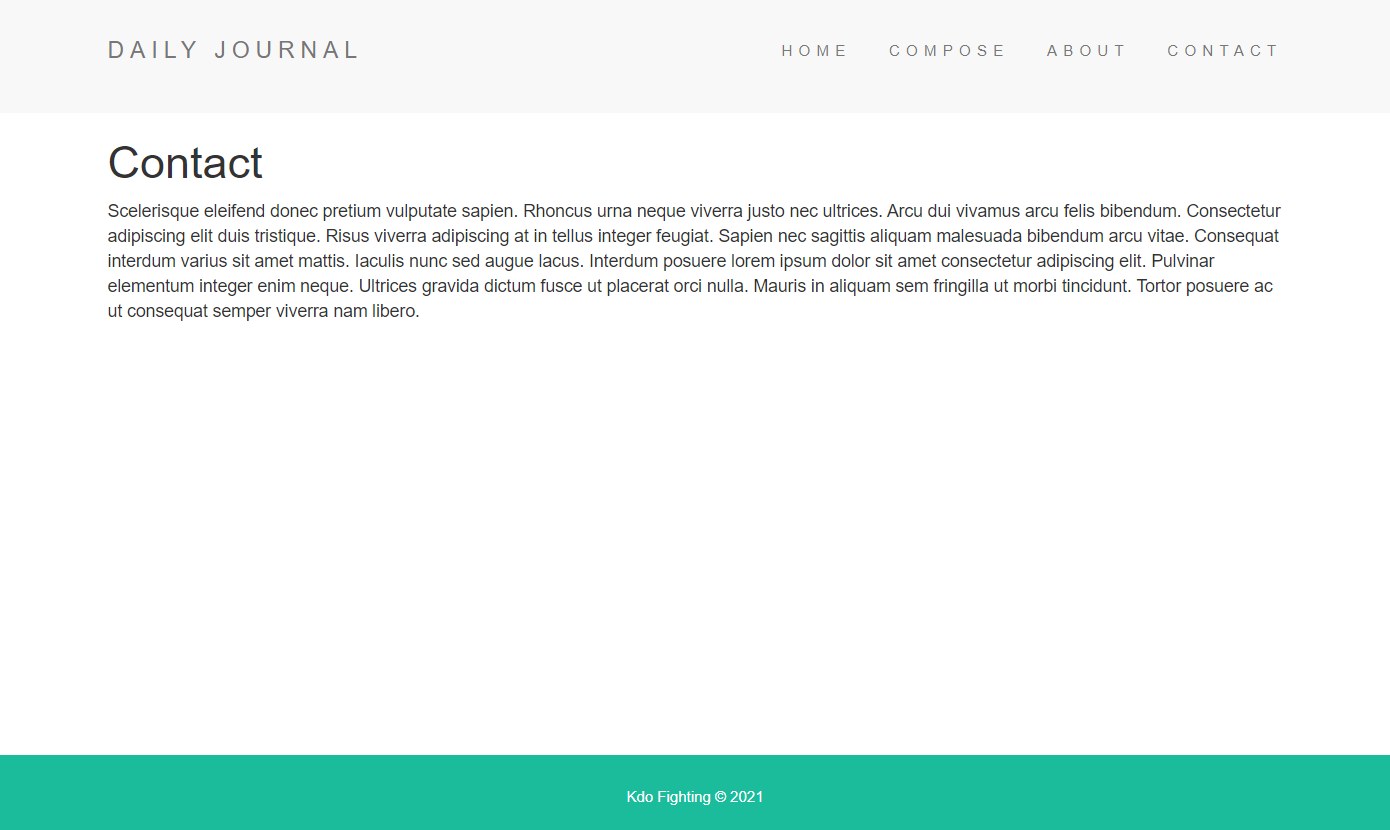 DAILY JOURNAL
HOME COMPOSE ABOUT CONTACT
Contact
Scelerisque eleifend donec pretium vulputate sapien. Rhoncus urna neque viverra justo nec ultrices. Arcu dui vivamus arcu felis bibendum. Consectetur
adipiscing elit duis tristique. Risus viverra adipiscing at in tellus integer feugiat. Sapien nec sagittis aliquam malesuada bibendum arcu vitae. Consequat
interdum varius sit amet mattis. Iaculis nunc sed augue lacus. Interdum posuere lorem ipsum dolor sit amet consectetur adipiscing elit. Pulvinar
elementum integer enim neque. Ultrices gravida dictum fusce ut placerat orci nulla. Mauris in aliquam sem fringilla ut morbi tincidunt. Tortor posuere ac
ut consequat semper viverra nam libero.
Kdo Fighting © 2021